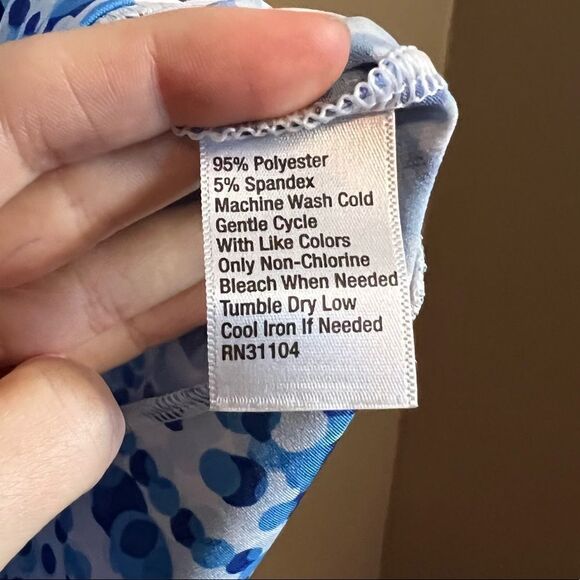 95% Polyester
5% Spandex
Machine Wash Cold
Gentle Cycle
With Like Colors
Only Non-Chlorine
Bleach When Needed
Tumble Dry Low
Cool Iron If Needed
RN31104